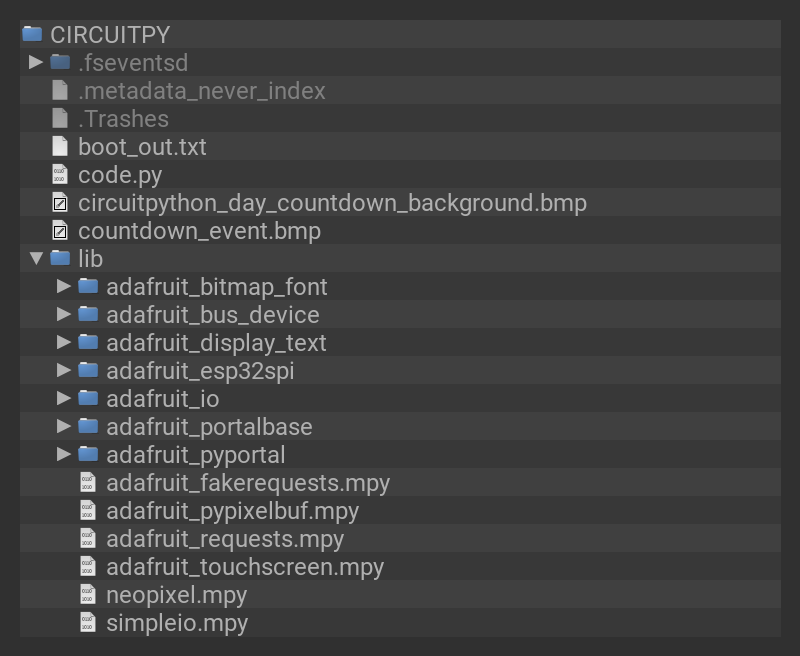 CIRCUITPY
.fseventsd
.metadata_never_index
.Trashes
boot_out.txt
code.py
circuitpython_day_countdown_background.bmp
countdown_event.bmp
lib
adafruit_bitmap_font
adafruit_bus_device
adafruit_display_text
adafruit_esp32spi
adafruit_io
adafruit_portalbase
adafruit_pyportal
adafruit_fakerequests.mpy
adafruit_pypixelbuf.mpy
adafruit_requests.mpy
adafruit_touchscreen.mpy
neopixel.mpy
simpleio.mpy